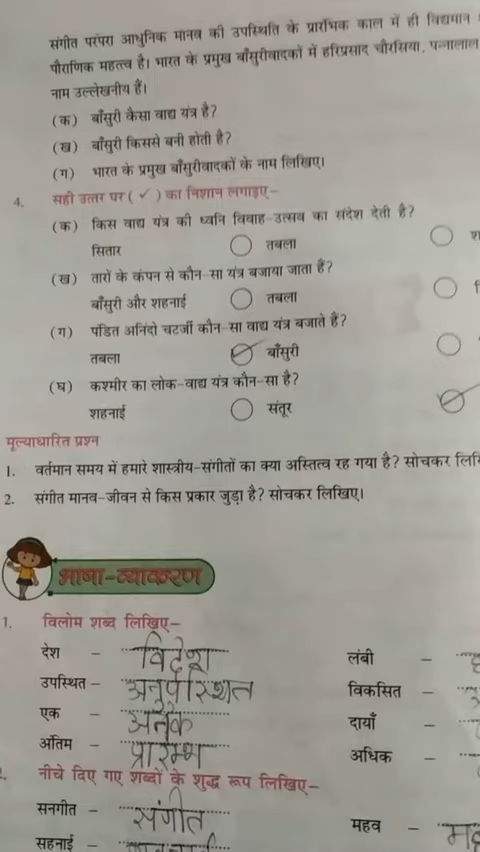 संगीत परंपरा आधुनिक मानव की उपस्थिति के प्रारंभिक काल में ही विद्यमान
पौराणिक महत्त्व है। भारत के प्रमुख बाँसुरीवादकों में हरिप्रसाद चौरसिया, पन्नालाल
नाम उल्लेखनीय हैं।
(क) बाँसुरी कैसा वाद्य यंत्र है?
(ख) बाँसुरी किससे बनी होती है?
(ग) भारत के प्रमुख बाँसुरीवादकों के नाम लिखिए।
4. सही उत्तर पर (✓) का निशान लगाइए–
(क) किस वाद्य यंत्र की ध्वनि विवाह-उत्सव का संदेश देती है?
सितार तबला
(ख) तारों के कंपन से कौन-सा यंत्र बजाया जाता है?
बाँसुरी और शहनाई तबला
(ग) पंडित अनिंदो चटर्जी कौन-सा वाद्य यंत्र बजाते हैं?
तबला बाँसुरी
(घ) कश्मीर का लोक-वाद्य यंत्र कौन-सा है?
शहनाई संतूर
मूल्याधारित प्रश्न
1. वर्तमान समय में हमारे शास्त्रीय-संगीतों का क्या अस्तित्व रह गया है? सोचकर
2. संगीत मानव-जीवन से किस प्रकार जुड़ा है? सोचकर लिखिए।
भाषा-व्याकरण
1. विलोम शब्द लिखिए–
देश – विदेश लंबी –
उपस्थित – अनुपस्थित विकसित –
एक – अनेक दायाँ –
अंतिम – प्रारम्भ अधिक –
नीचे दिए गए शब्दों के शुद्ध रूप लिखिए–
सनगीत – संगीत महव –
सहनाई –